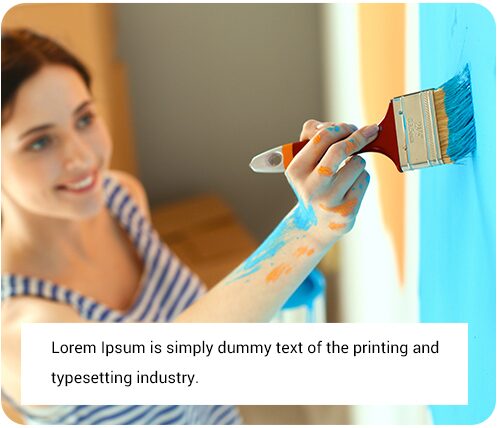 Lorem Ipsum is simply dummy text of the printing and
typesetting industry.